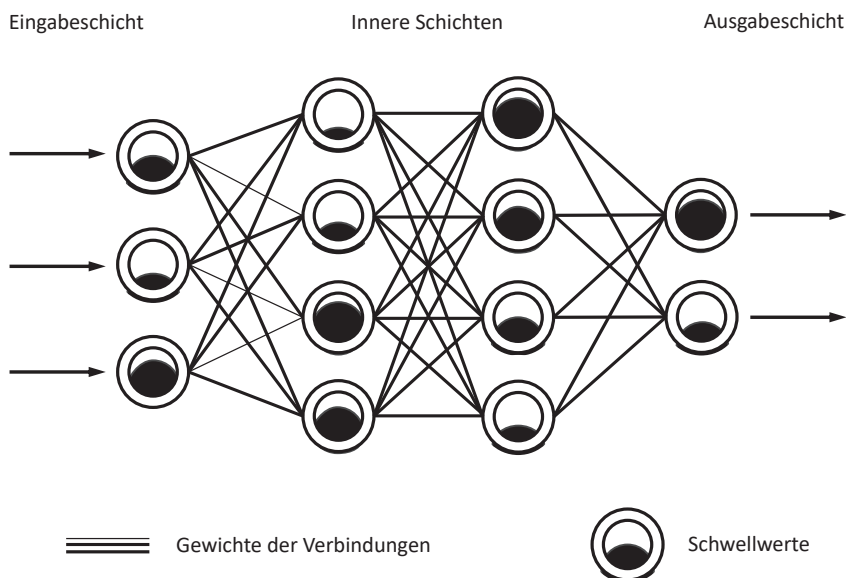 Eingabeschicht
Innere Schichten
Ausgabeschicht
Gewichte der Verbindungen
Schwellwerte